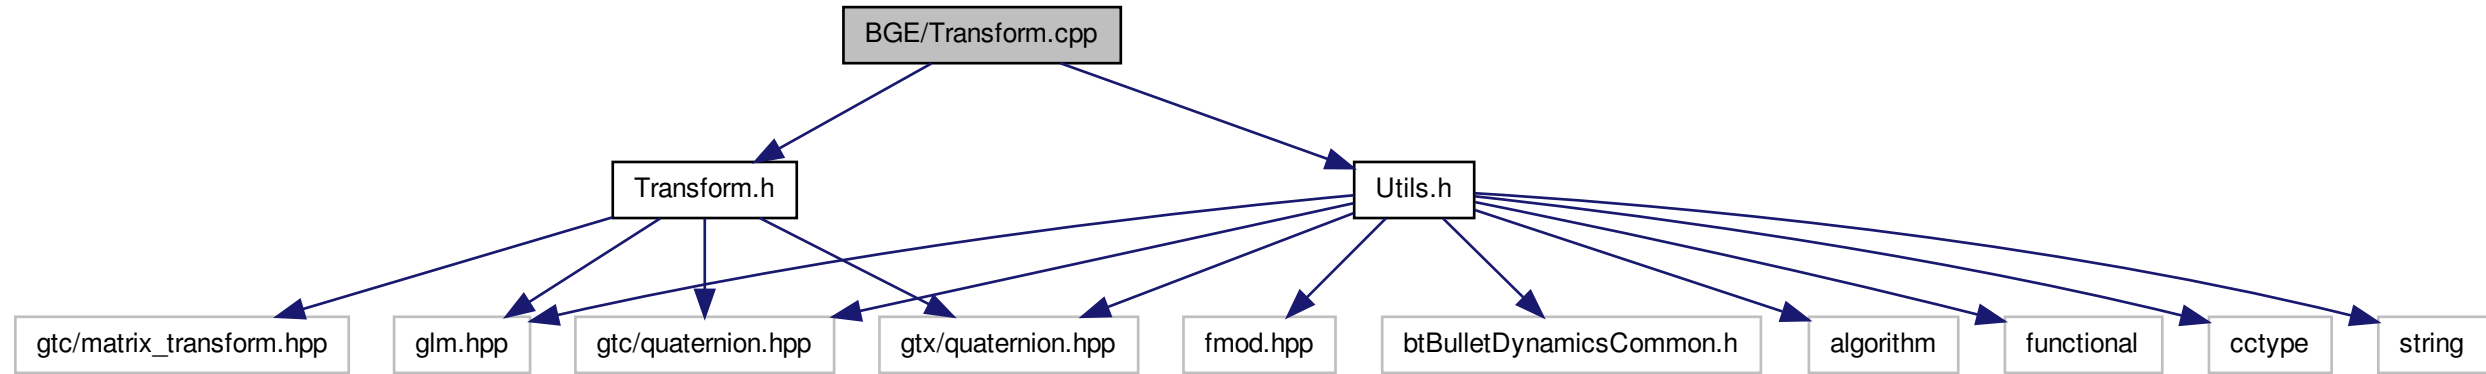 BGE/Transform.cpp
Transform.h
Utils.h
gtc/matrix_transform.hpp
glm.hpp
gtc/quaternion.hpp
gtx/quaternion.hpp
fmod.hpp
btBulletDynamicsCommon.h
algorithm
functional
cctype
string